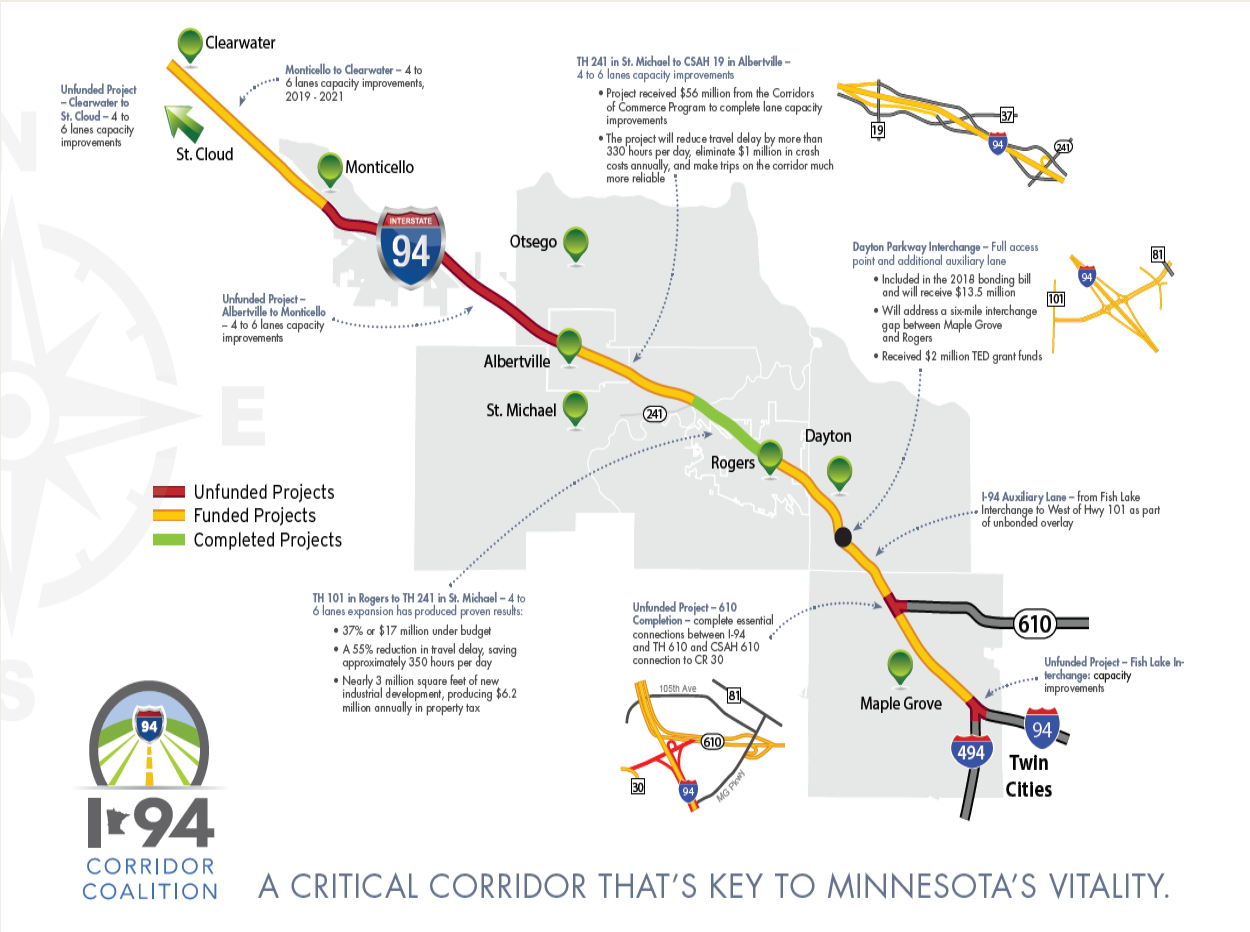 Clearwater
Unfunded Project
– Clearwater to
St. Cloud – 4 to
6 lanes capacity
improvements
St. Cloud
Monticello to Clearwater – 4 to
6 lanes capacity improvements,
2019 - 2021
Monticello
INTERSTATE
94
TH 241 in St. Michael to CSAH 19 in Albertville –
4 to 6 lanes capacity improvements
• Project received $56 million from the Corridors
of Commerce Program to complete lane capacity
improvements
• The project will reduce travel delay by more than
330 hours per day, eliminate $1 million in crash
costs annually, and make trips on the corridor much
more reliable
19
37
94
241
Otsego
Dayton Parkway Interchange – Full access
point and additional auxiliary lane
• Included in the 2018 bonding bill
and will receive $13.5 million
• Will address a six-mile interchange
gap between Maple Grove
and Rogers
• Received $2 million TED grant funds
81
94
101
Unfunded Project –
Albertville to Monticello
– 4 to 6 lanes capacity
improvements
Albertville
St. Michael
241
Rogers
Dayton
N
E
S
Unfunded Projects
Funded Projects
Completed Projects
I-94 Auxiliary Lane – from Fish Lake
Interchange to West of Hwy 101 as part
of unbonded overlay
TH 101 in Rogers to TH 241 in St. Michael – 4 to
6 lanes expansion has produced proven results:
• 37% or $17 million under budget
• A 55% reduction in travel delay, saving
approximately 350 hours per day
• Nearly 3 million square feet of new
industrial development, producing $6.2
million annually in property tax
Unfunded Project – 610
Completion – complete essential
connections between I-94
and TH 610 and CSAH 610
connection to CR 30
610
Unfunded Project – Fish Lake In-
terchange: capacity
improvements
105th Ave
81
610
30
94
MG Pkwy
Maple Grove
494
94
Twin
Cities
94
I 94
CORRIDOR
COALITION
A CRITICAL CORRIDOR THAT'S KEY TO MINNESOTA'S VITALITY.